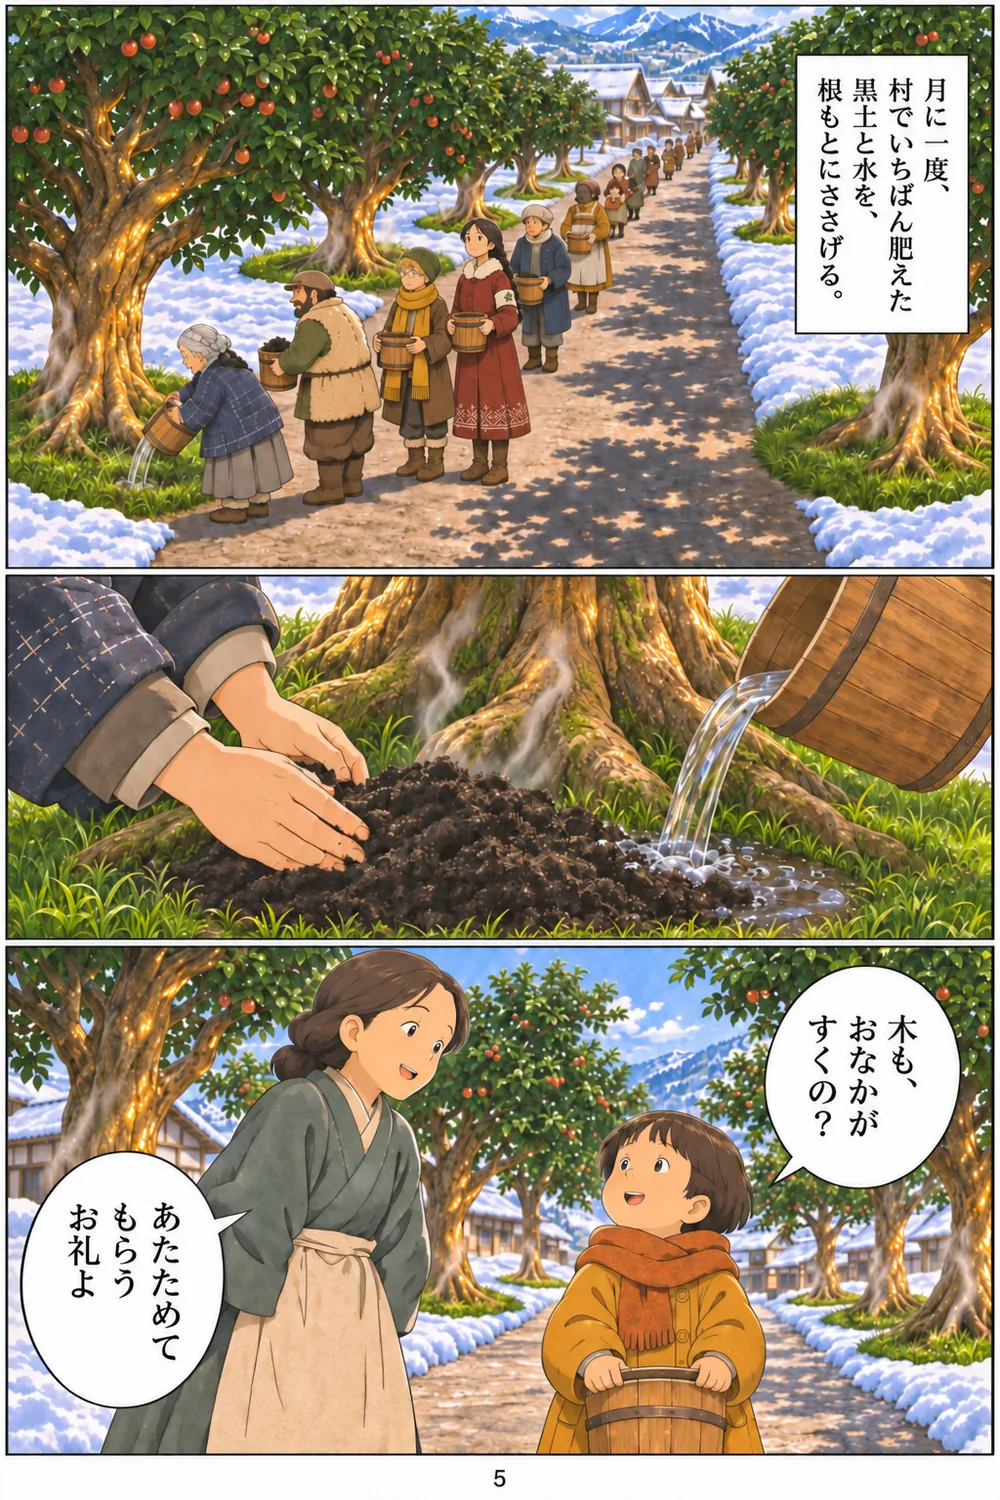 月に一度、
村でいちばん肥えた
黒土と水を、
根もとにささげる。
木も、
おなかが
すくの?
あたためて
もらう
お礼よ
5